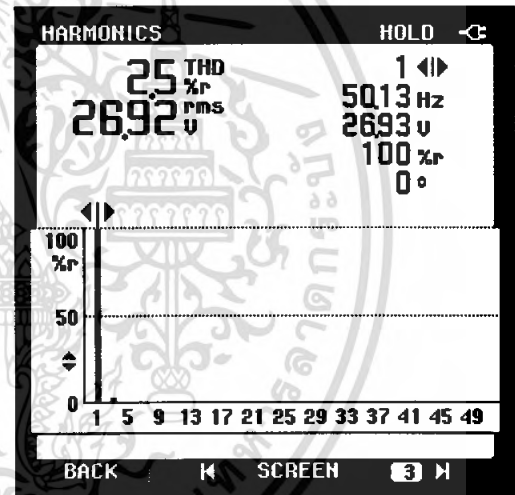 HARMONICS HOLD
2.5 THD %r
26.92 rms V
1
50.13 Hz
26.93 V
100 %r
0 °
100
%r
50
0
1 5 9 13 17 21 25 29 33 37 41 45 49
BACK SCREEN 3